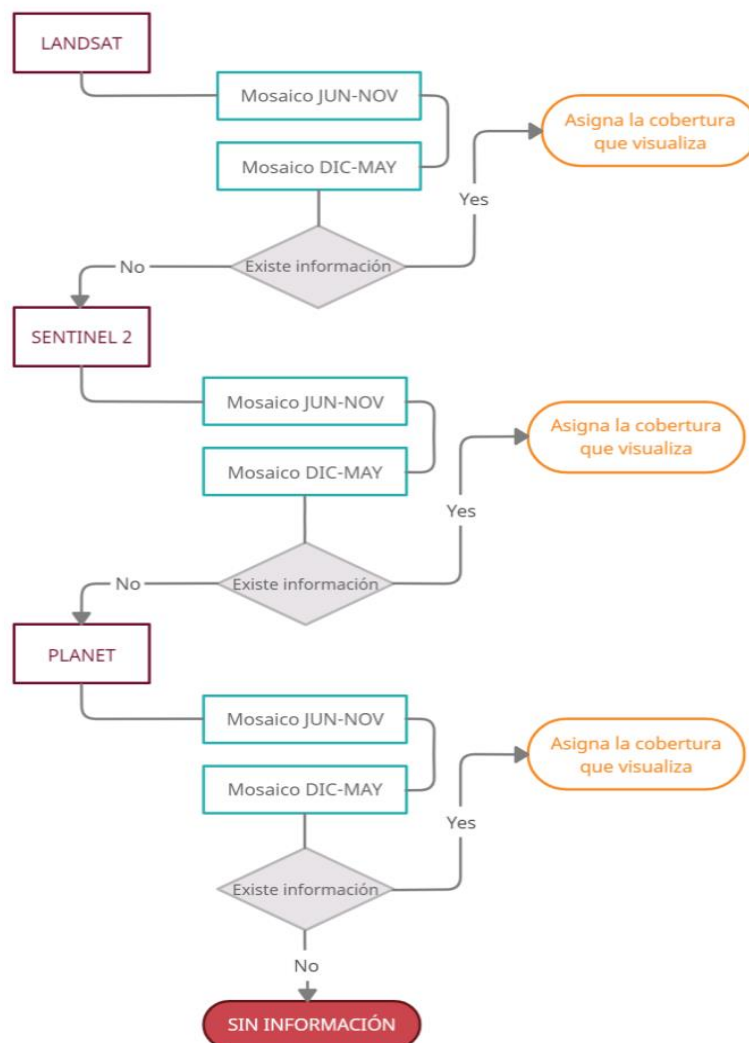 LANDSAT
Mosaico JUN-NOV
Asigna la cobertura
que visualiza
Mosaico DIC-MAY
Yes
Existe información
No
SENTINEL 2
Mosaico JUN-NOV
Asigna la cobertura
que visualiza
Mosaico DIC-MAY
Yes
Existe información
No
PLANET
Mosaico JUN-NOV
Asigna la cobertura
que visualiza
Mosaico DIC-MAY
Yes
Existe información
No
SIN INFORMACIÓN